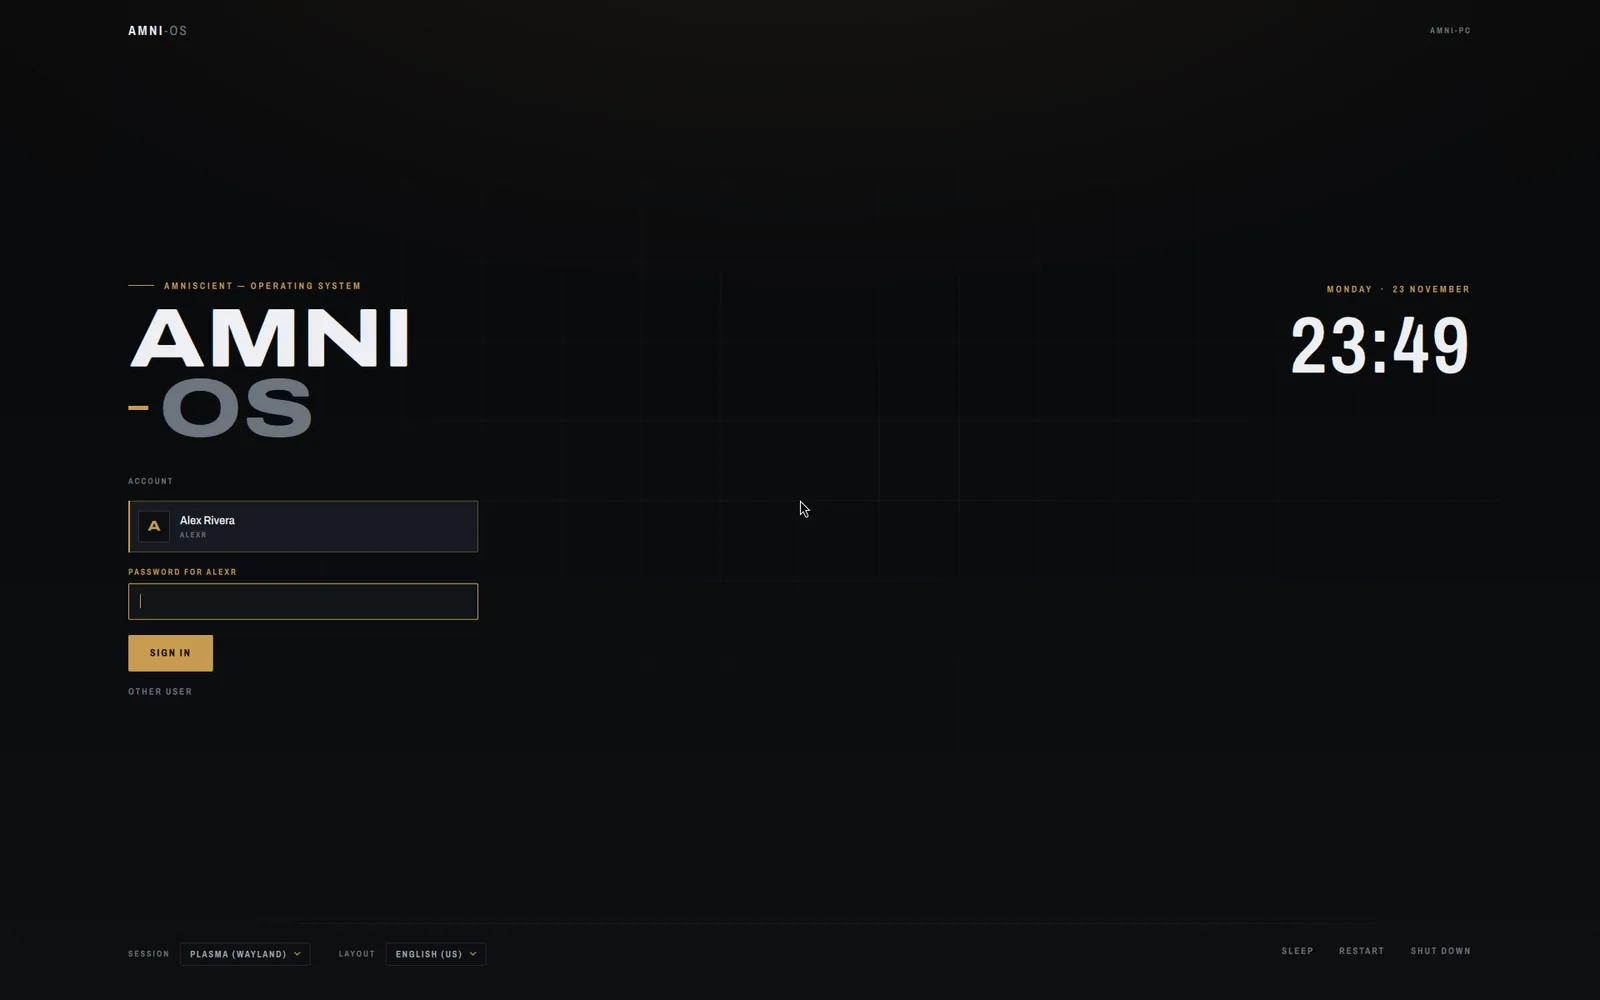 AMNI-OS
AMNI-PC
AMNISCIENT — OPERATING SYSTEM
AMNI
-OS
MONDAY · 23 NOVEMBER
23:49
ACCOUNT
A
Alex Rivera
ALEXR
PASSWORD FOR ALEXR
SIGN IN
OTHER USER
SESSION PLASMA (WAYLAND) LAYOUT ENGLISH (US)
SLEEP RESTART SHUT DOWN